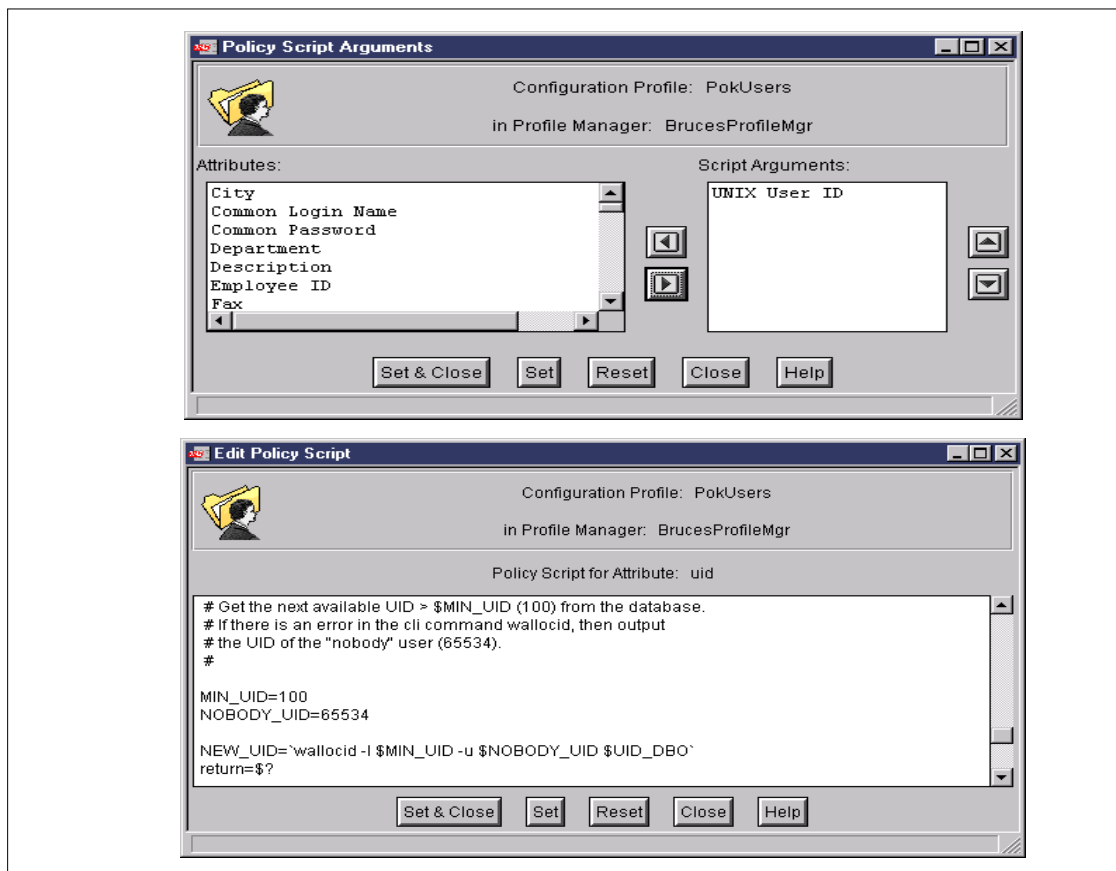 Policy Script Arguments
Configuration Profile: PokUsers
in Profile Manager: BrucesProfileMgr
Attributes:
Script Arguments:
City
Common Login Name
Common Password
Department
Description
Employee ID
Fax
UNIX User ID
Set & Close Set Reset Close Help
Edit Policy Script
Configuration Profile: PokUsers
in Profile Manager: BrucesProfileMgr
Policy Script for Attribute: uid
# Get the next available UID > $MIN_UID (100) from the database.
# If there is an error in the cli command wallocid, then output
# the UID of the "nobody" user (65534).
#
MIN_UID=100
NOBODY_UID=65534
NEW_UID=`wallocid -l $MIN_UID -u $NOBODY_UID $UID_DBO`
return=$?
Set & Close Set Reset Close Help